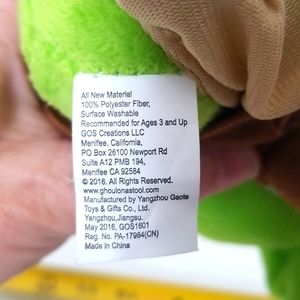 All New Material
100% Polyester Fiber,
Surface Washable
Recommended for Ages 3 and Up
GOS Creations LLC
Menifee, California,
PO Box 26100 Newport Rd
Suite A12 PMB 194,
Menifee CA 92584
© 2016. All Rights Reserved.
www.ghoulonastool.com
Manufactured by Yangzhou Gaote
Toys & Gifts Co., Ltd.
Yangzhou,Jiangsu.
May 2016, GOS1601
Reg. No. PA-17984(CN)
Made in China